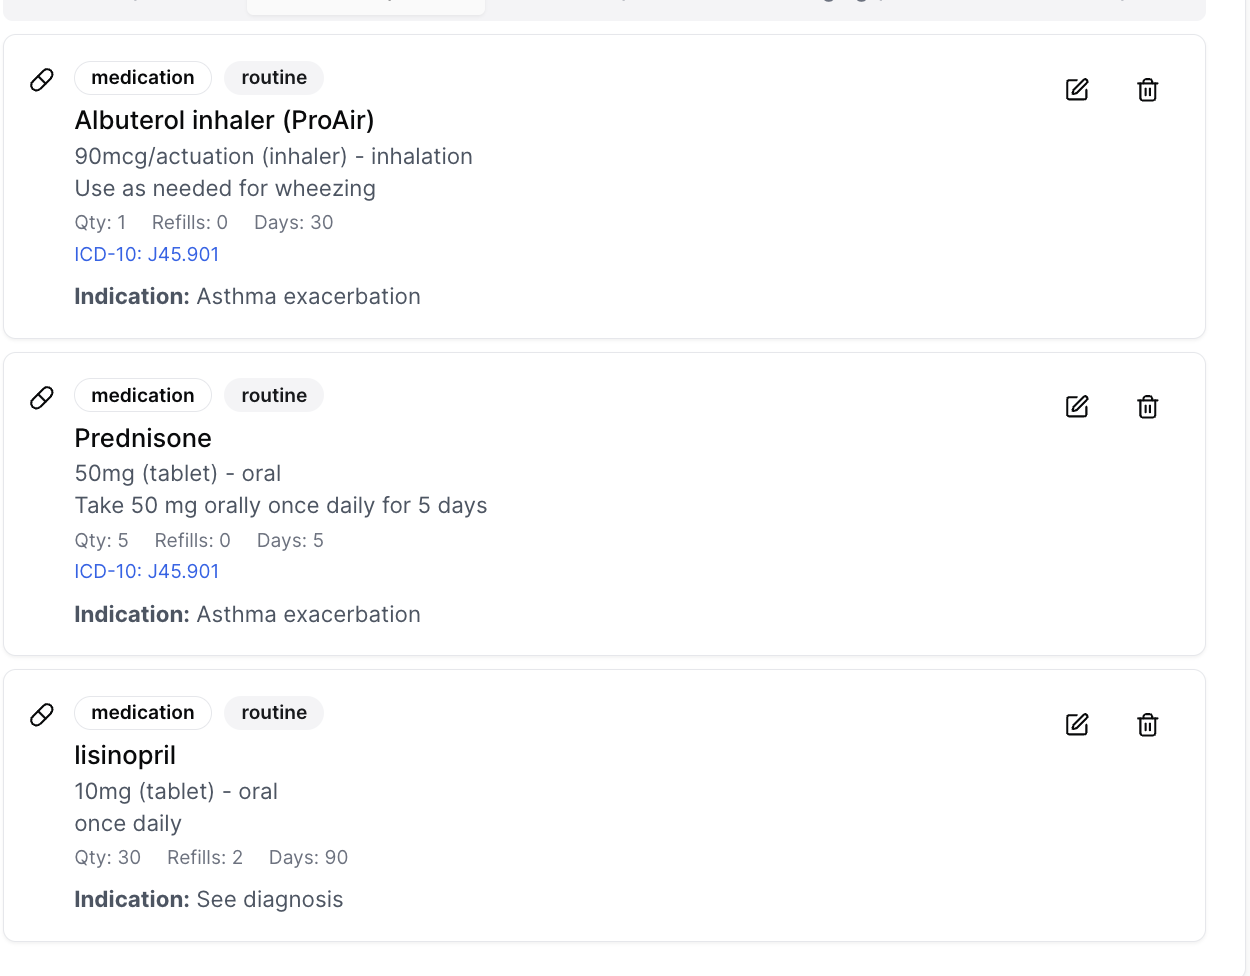 medication routine
Albuterol inhaler (ProAir)
90mcg/actuation (inhaler) - inhalation
Use as needed for wheezing
Qty: 1 Refills: 0 Days: 30
ICD-10: J45.901
Indication: Asthma exacerbation
medication routine
Prednisone
50mg (tablet) - oral
Take 50 mg orally once daily for 5 days
Qty: 5 Refills: 0 Days: 5
ICD-10: J45.901
Indication: Asthma exacerbation
medication routine
lisinopril
10mg (tablet) - oral
once daily
Qty: 30 Refills: 2 Days: 90
Indication: See diagnosis